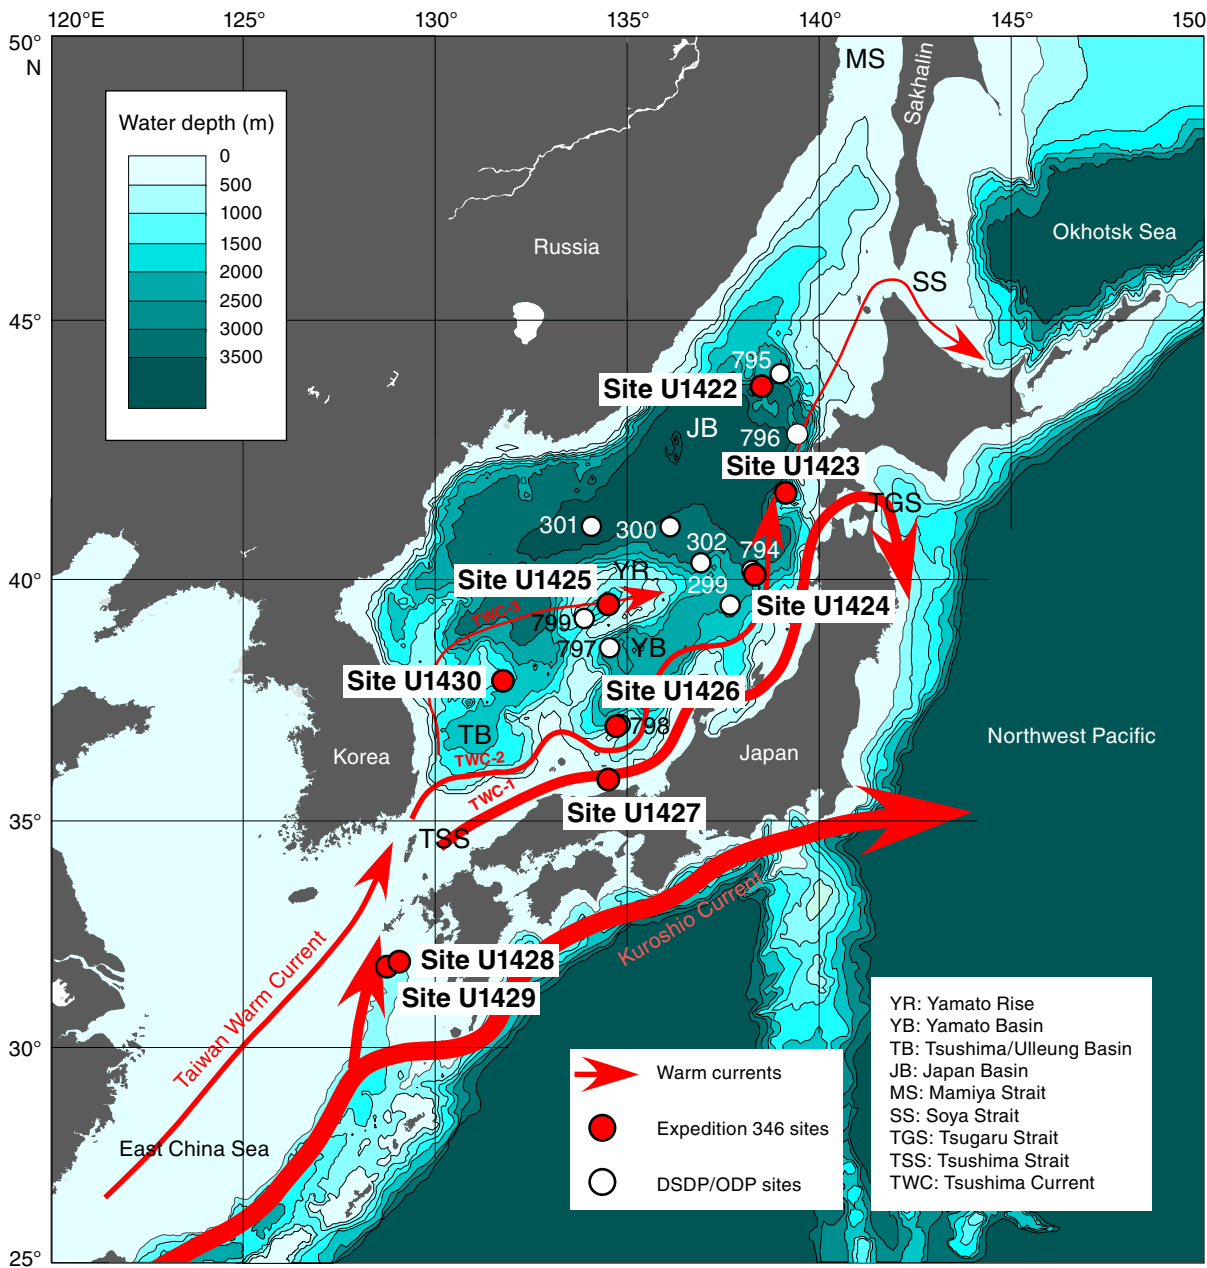 120°E
125°
130°
135°
140°
145°
150
50°
N
45°
40°
35°
30°
25°
Water depth (m)
0
500
1000
1500
2000
2500
3000
3500
MS
Sakhalin
Russia
Okhotsk Sea
SS
795
Site U1422
JB
796
Site U1423
TGS
301
300
302
794
YR
Site U1425
299
Site U1424
TWC-3
799
797
YB
Site U1430
Site U1426
798
TB
Korea
TWC-2
TWC-1
Japan
Northwest Pacific
Site U1427
TSS
Kuroshio Current
Taiwan Warm Current
Site U1428
Site U1429
East China Sea
Warm currents
Expedition 346 sites
DSDP/ODP sites
YR: Yamato Rise
YB: Yamato Basin
TB: Tsushima/Ulleung Basin
JB: Japan Basin
MS: Mamiya Strait
SS: Soya Strait
TGS: Tsugaru Strait
TSS: Tsushima Strait
TWC: Tsushima Current